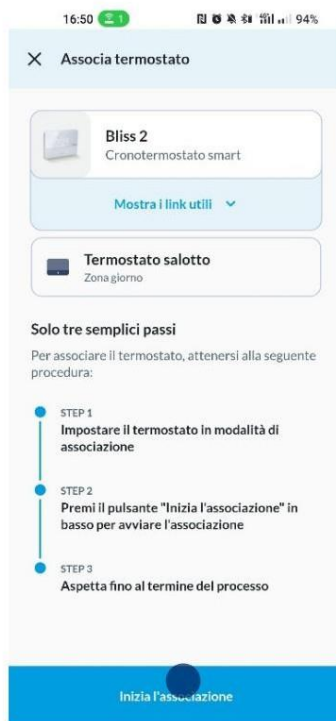 16:50 1 94%
Associa termostato
Bliss 2
Cronotermostato smart
Mostra i link utili
Termostato salotto
Zona giorno
Solo tre semplici passi
Per associare il termostato, attenersi alla seguente
procedura:
STEP 1
Impostare il termostato in modalità di
associazione
STEP 2
Premi il pulsante "Inizia l'associazione" in
basso per avviare l'associazione
STEP 3
Aspetta fino al termine del processo
Inizia l'associazione